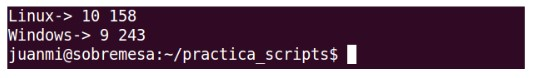 Linux-> 10 158
Windows-> 9 243
juanmi@sobremesa:~/practica_scripts$